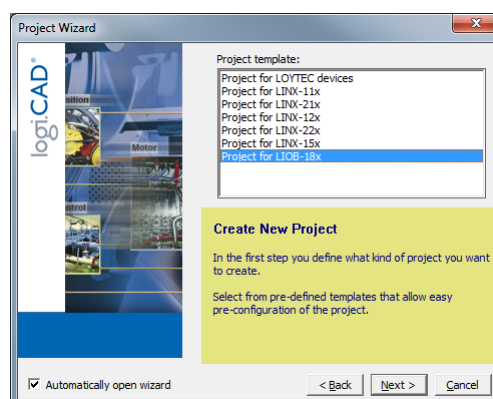 Project Wizard
logi.CAD®
sition
Motor
ntrol
Project template:
Project for LOYTEC devices
Project for LINX-11x
Project for LINX-21x
Project for LINX-12x
Project for LINX-22x
Project for LINX-15x
Project for LIOB-18x
Create New Project
In the first step you define what kind of project you want
to create.
Select from pre-defined templates that allow easy
pre-configuration of the project.
Automatically open wizard
< Back
Next >
Cancel